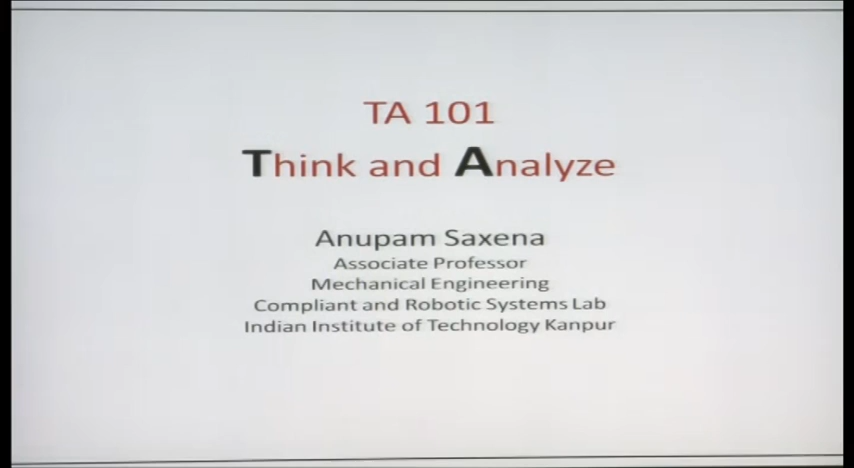 TA 101
Think and Analyze
Anupam Saxena
Associate Professor
Mechanical Engineering
Compliant and Robotic Systems Lab
Indian Institute of Technology Kanpur